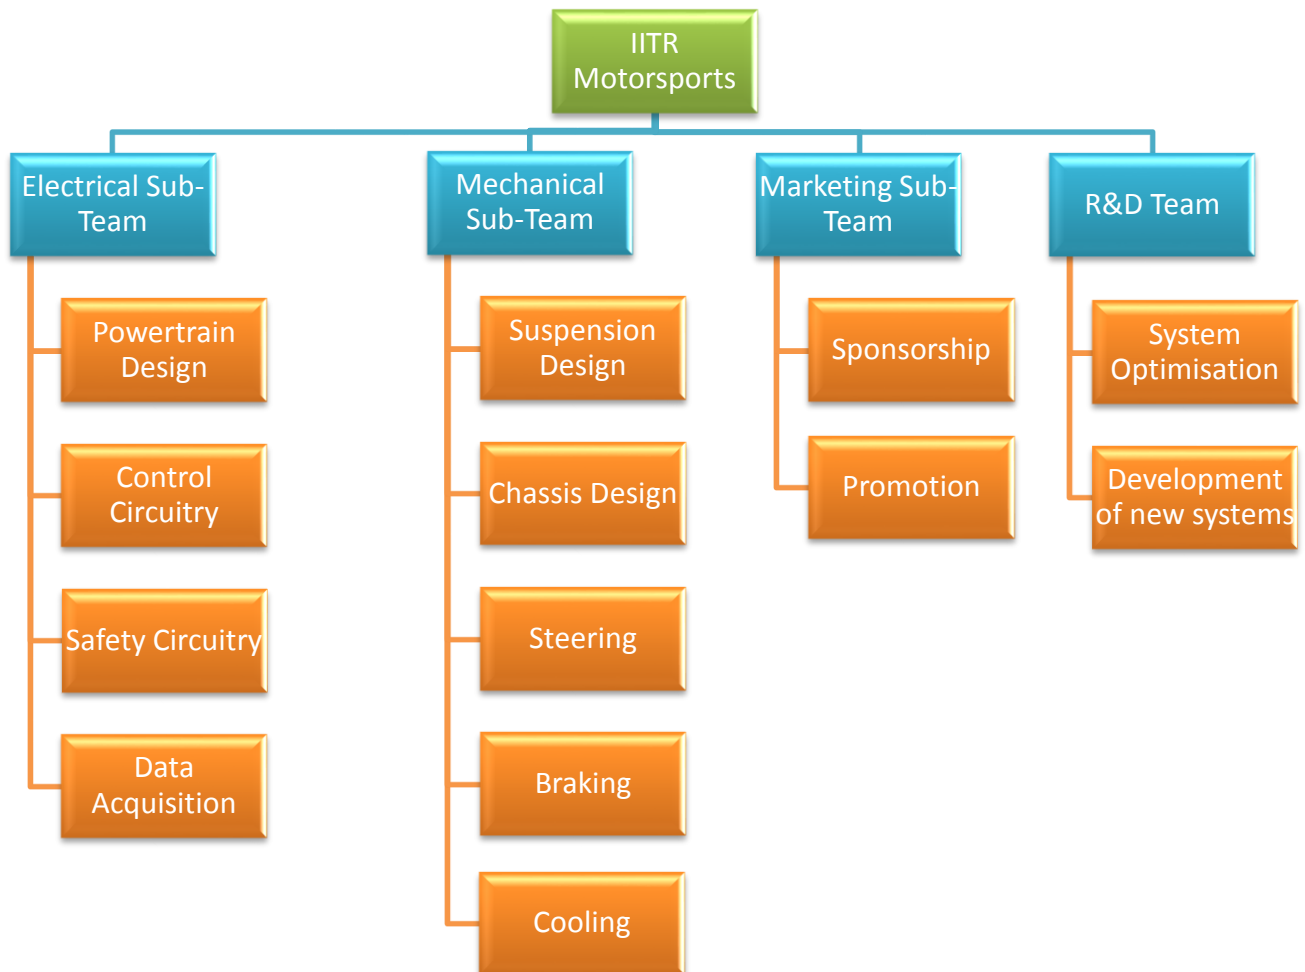 IITR
Motorsports
Electrical Sub-
Team
Powertrain
Design
Control
Circuitry
Safety Circuitry
Data
Acquisition
Mechanical
Sub-Team
Suspension
Design
Chassis Design
Steering
Braking
Cooling
Marketing Sub-
Team
Sponsorship
Promotion
R&D Team
System
Optimisation
Development
of new systems